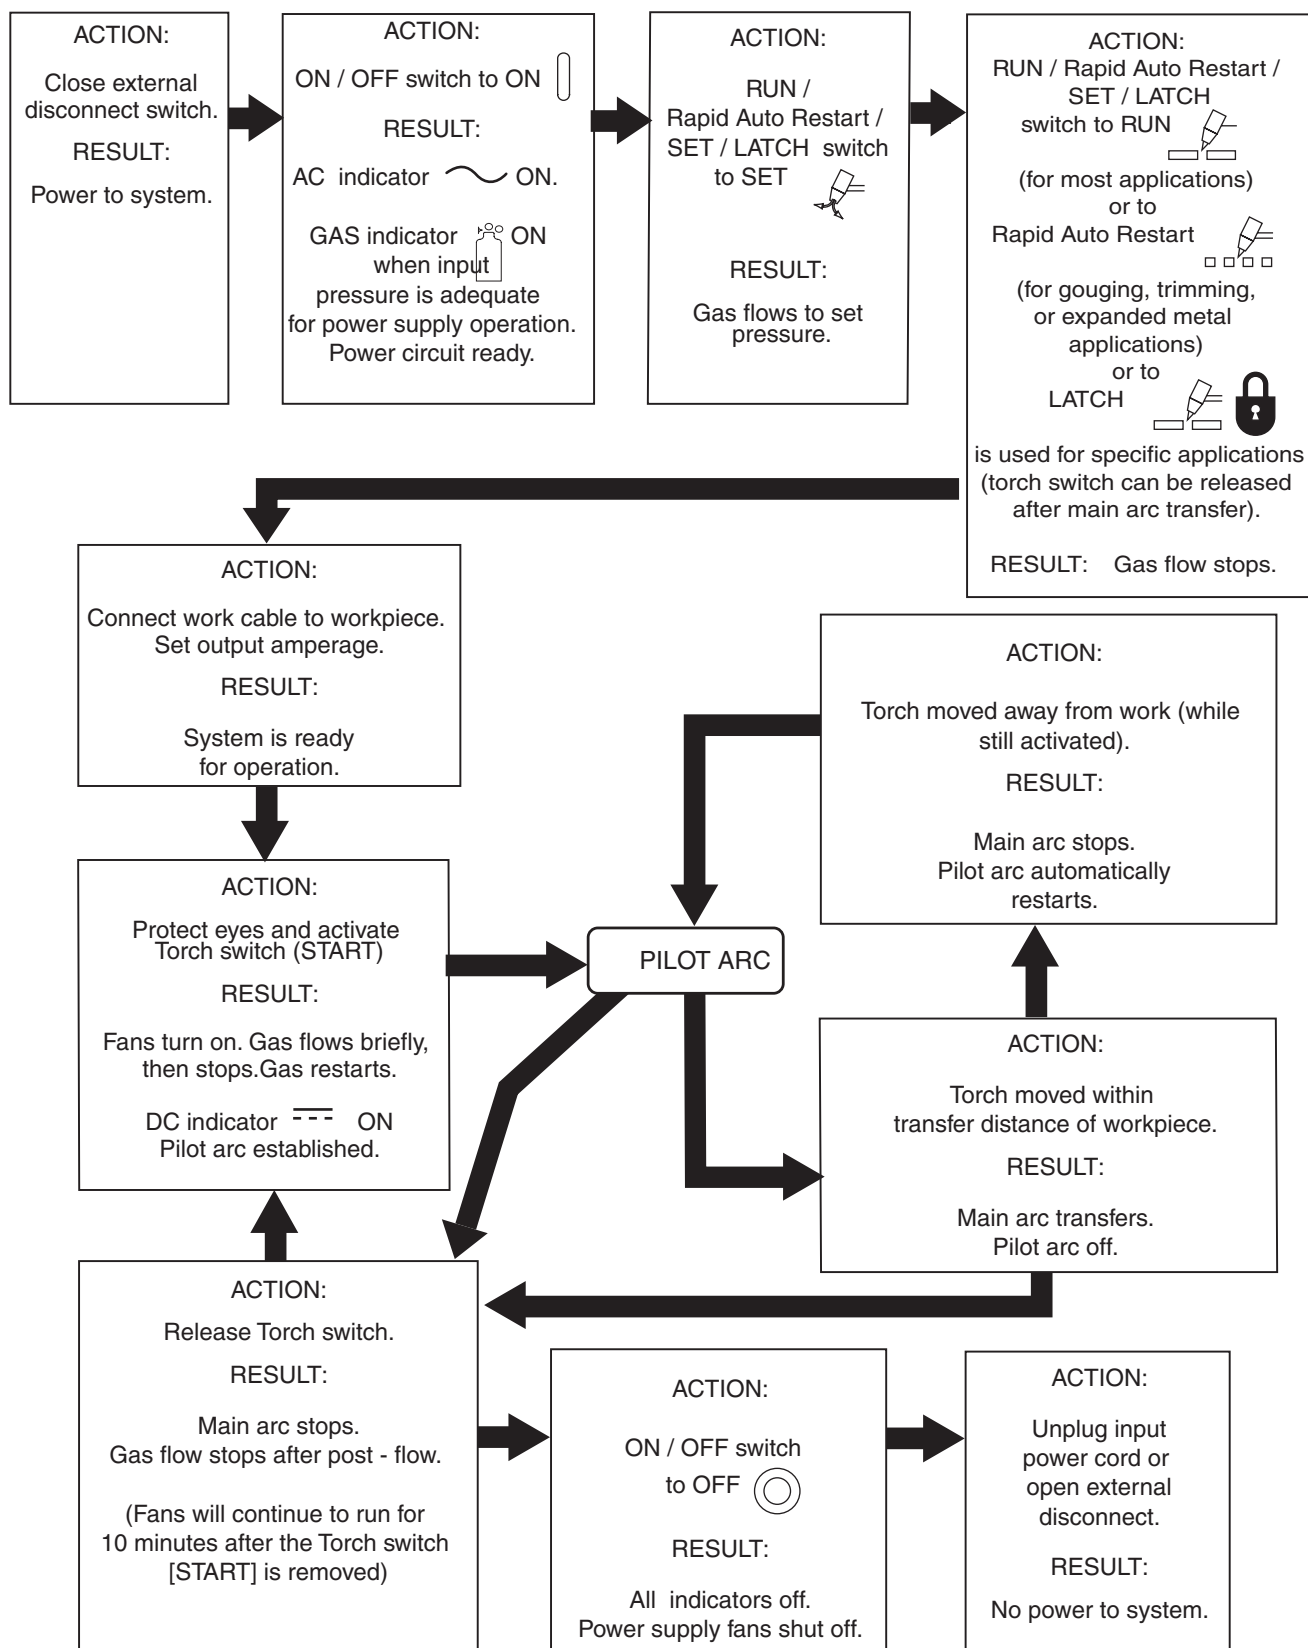 ACTION:
Close external
disconnect switch.
RESULT:
Power to system.
ACTION:
ON / OFF switch to ON
RESULT:
AC indicator ON.
GAS indicator ON
when input
pressure is adequate
for power supply operation.
Power circuit ready.
ACTION:
RUN /
Rapid Auto Restart /
SET / LATCH switch
to SET
RESULT:
Gas flows to set
pressure.
ACTION:
RUN / Rapid Auto Restart /
SET / LATCH
switch to RUN
(for most applications)
or to
Rapid Auto Restart
(for gouging, trimming,
or expanded metal
applications)
or to
LATCH
is used for specific applications
(torch switch can be released
after main arc transfer).
RESULT: Gas flow stops.
ACTION:
Connect work cable to workpiece.
Set output amperage.
RESULT:
System is ready
for operation.
ACTION:
Protect eyes and activate
Torch switch (START)
RESULT:
Fans turn on. Gas flows briefly,
then stops.Gas restarts.
DC indicator ON
Pilot arc established.
PILOT ARC
ACTION:
Torch moved away from work (while
still activated).
RESULT:
Main arc stops.
Pilot arc automatically
restarts.
ACTION:
Torch moved within
transfer distance of workpiece.
RESULT:
Main arc transfers.
Pilot arc off.
ACTION:
Release Torch switch.
RESULT:
Main arc stops.
Gas flow stops after post - flow.
(Fans will continue to run for
10 minutes after the Torch switch
[START] is removed)
ACTION:
ON / OFF switch
to OFF
RESULT:
All indicators off.
Power supply fans shut off.
ACTION:
Unplug input
power cord or
open external
disconnect.
RESULT:
No power to system.